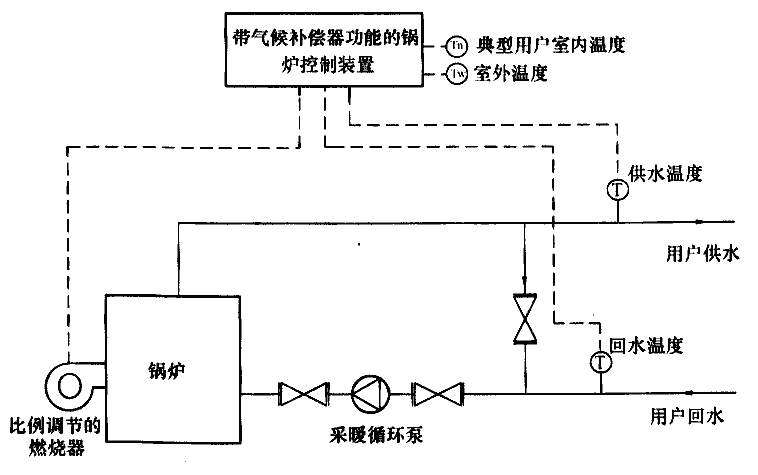 带气候补偿器功能的锅
炉控制装置
Tn 典型用户室内温度
Tw 室外温度
T 供水温度
用户供水
锅炉
T 回水温度
比例调节的
燃烧器
采暖循环泵
用户回水